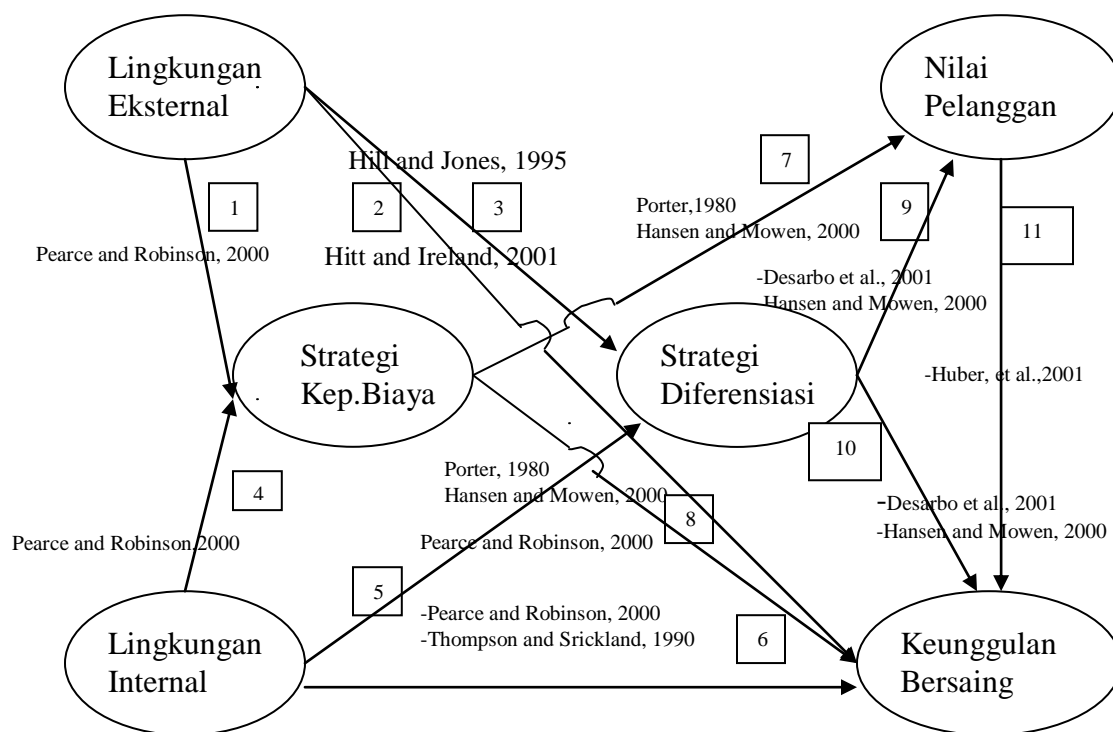 Lingkungan
Eksternal
Nilai
Pelanggan
Hill and Jones, 1995
7
1
2
3
Porter,1980
Hansen and Mowen, 2000
9
11
Pearce and Robinson, 2000
Hitt and Ireland, 2001
-Desarbo et al., 2001
-Hansen and Mowen, 2000
Strategi
Kep.Biaya
Strategi
Diferensiasi
-Huber, et al.,2001
10
4
Porter, 1980
Hansen and Mowen, 2000
8
-Desarbo et al., 2001
-Hansen and Mowen, 2000
Pearce and Robinson,2000
Pearce and Robinson, 2000
5
-Pearce and Robinson, 2000
-Thompson and Srickland, 1990
6
Lingkungan
Internal
Keunggulan
Bersaing